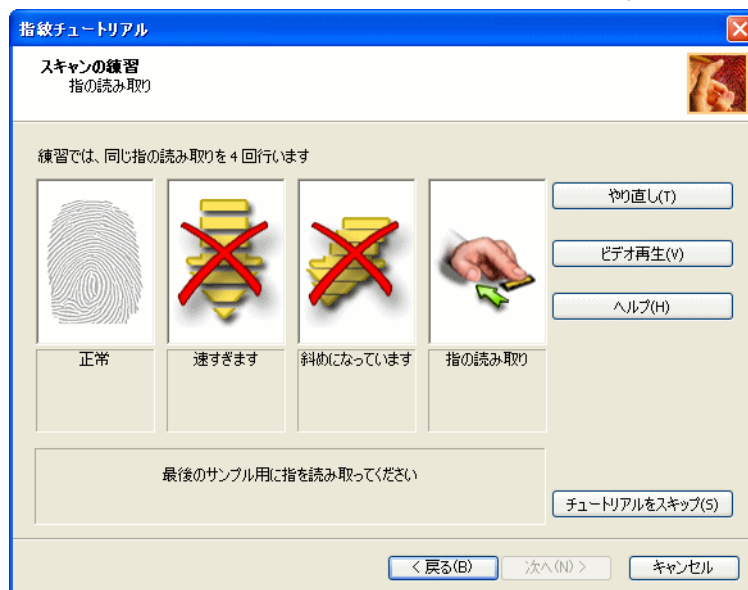 指紋チュートリアル
スキャンの練習
指の読み取り
練習では、同じ指の読み取りを4回行います
やり直し(T)
ビデオ再生(V)
ヘルプ(H)
正常
速すぎます
斜めになっています
指の読み取り
最後のサンプル用に指を読み取ってください
チュートリアルをスキップ(S)
< 戻る(B)
次へ(N) >
キャンセル